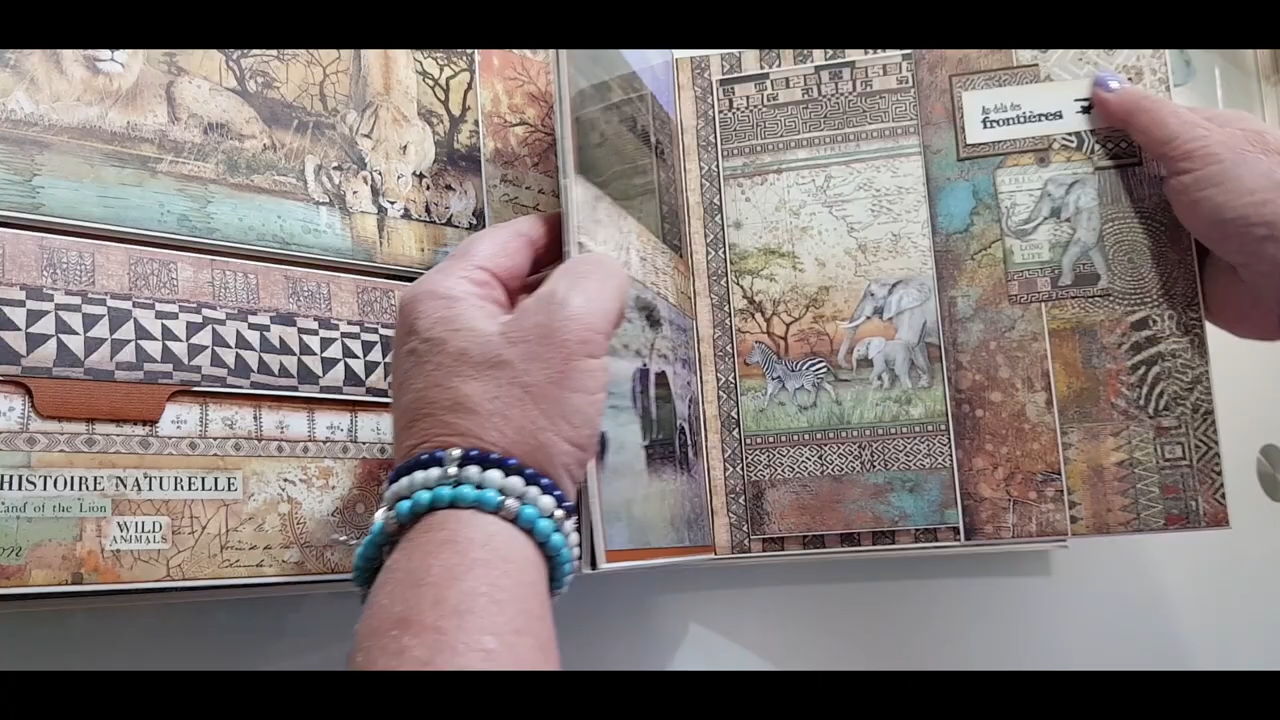 HISTOIRE NATURELLE
Land of the Lion
WILD
ANIMALS
AFRICA
Au-delà des
frontières
AFRICA
LONG
LIFE